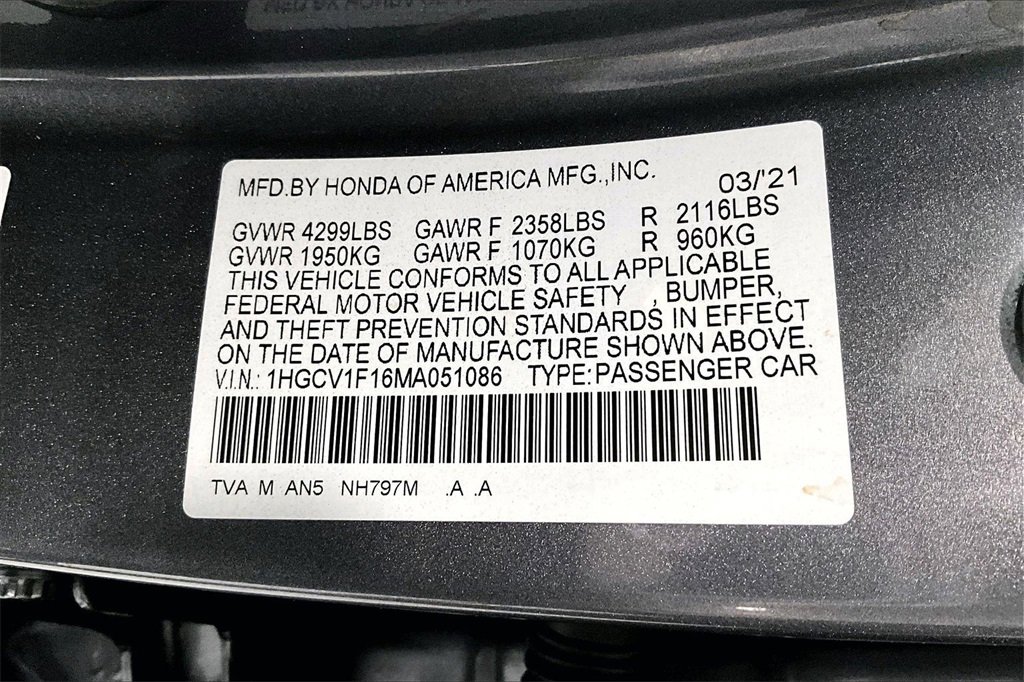 MFD.BY HONDA OF AMERICA MFG.,INC. 03/'21
GVWR 4299LBS GAWR F 2358LBS R 2116LBS
GVWR 1950KG GAWR F 1070KG R 960KG
THIS VEHICLE CONFORMS TO ALL APPLICABLE
FEDERAL MOTOR VEHICLE SAFETY , BUMPER,
AND THEFT PREVENTION STANDARDS IN EFFECT
ON THE DATE OF MANUFACTURE SHOWN ABOVE.
V.I.N.: 1HGCV1F16MA051086 TYPE:PASSENGER CAR
TVA M AN5 NH797M .A .A